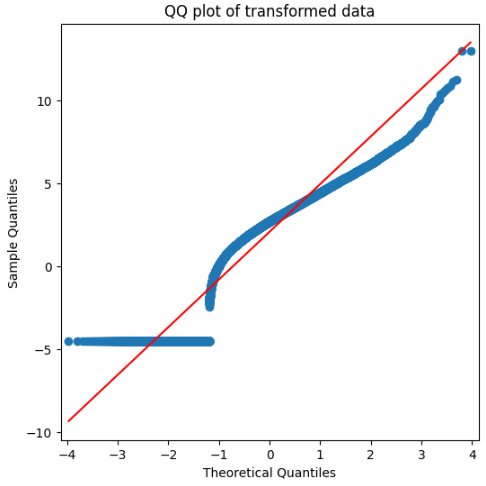 QQ plot of transformed data
10
5
0
−5
−10
Sample Quantiles
−4 −3 −2 −1 0 1 2 3 4
Theoretical Quantiles